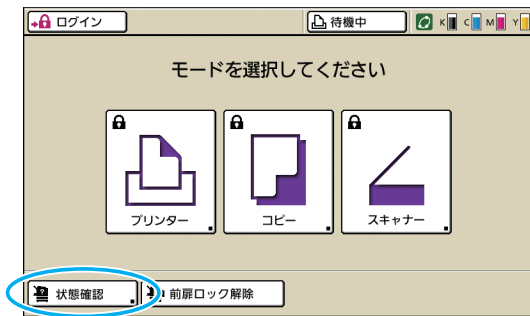 ログイン
待機中
K C M Y
モードを選択してください
プリンター
コピー
スキャナー
状態確認
前扉ロック解除